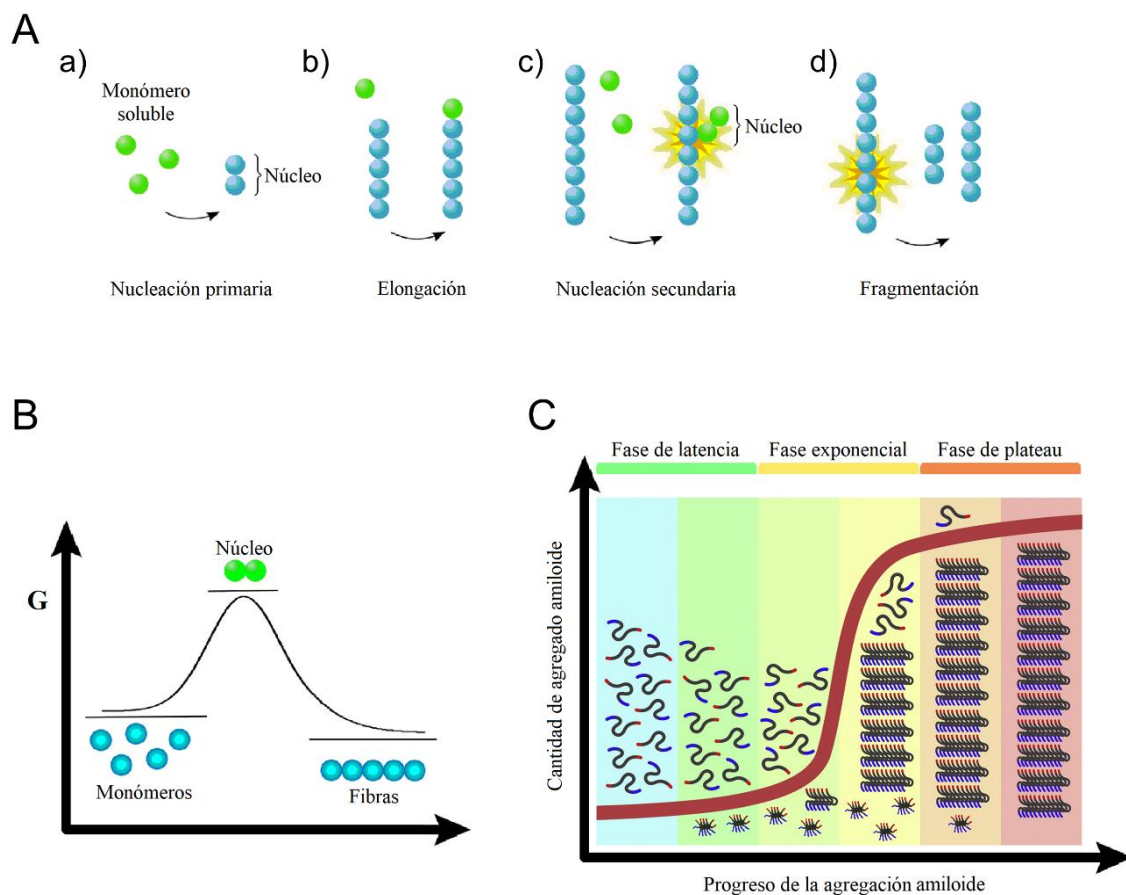 A
a)
Monómero
soluble
Núcleo
Nucleación primaria
b)
Elongación
c)
Núcleo
Nucleación secundaria
d)
Fragmentación
B
G
Núcleo
Monómeros
Fibras
C
Fase de latencia
Fase exponencial
Fase de plateau
Cantidad de agregado amiloide
Progreso de la agregación amiloide